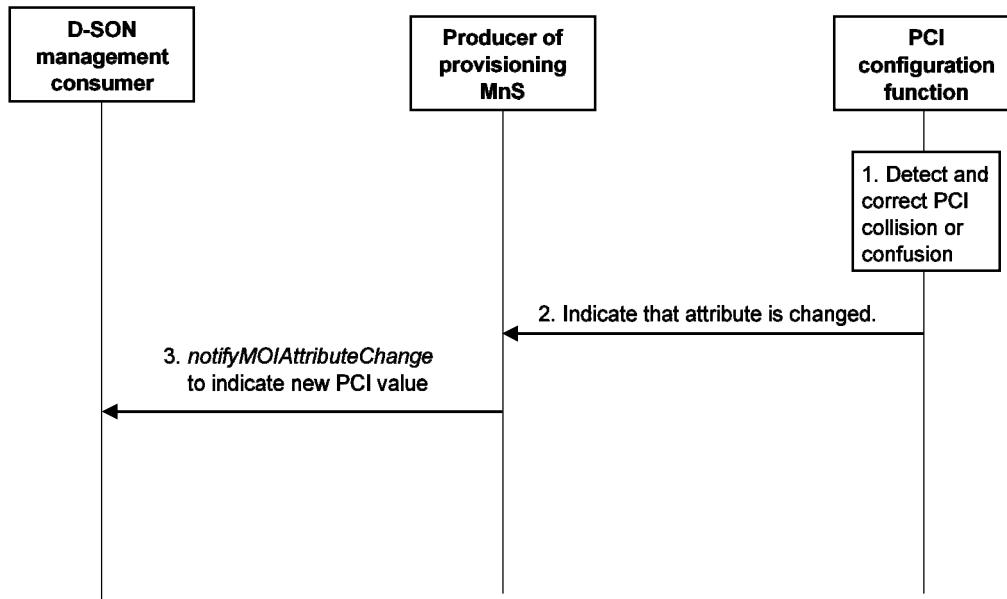 D-SON
management
consumer
Producer of
provisioning
MnS
PCI
configuration
function
1. Detect and
correct PCI
collision or
confusion
2. Indicate that attribute is changed.
3. notifyMOIAttributeChange
to indicate new PCI value